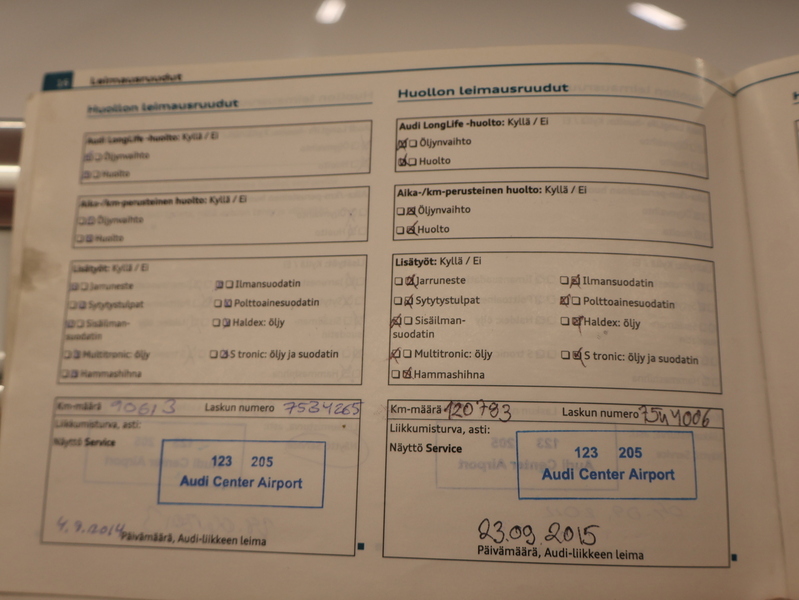 14 Leimausruudut
Huollon leimausruudut
Audi LongLife -huolto: Kyllä / Ei
Öljynvaihto
Huolto
Aika-/km-perusteinen huolto: Kyllä / Ei
Öljynvaihto
Huolto
Lisätyöt: Kyllä / Ei
Jarruneste
Ilmansuodatin
Sytytystulpat
Polttoainesuodatin
Sisäilman-
suodatin
Haldex: öljy
Multitronic: öljy
S tronic: öljy ja suodatin
Hammashihna
Km-määrä 90613 Laskun numero 7534265
Liikkumisturva, asti:
Näyttö Service
123 205
Audi Center Airport
4.9.2014
Päivämäärä, Audi-liikkeen leima
Huollon leimausruudut
Audi LongLife -huolto: Kyllä / Ei
Öljynvaihto
Huolto
Aika-/km-perusteinen huolto: Kyllä / Ei
Öljynvaihto
Huolto
Lisätyöt: Kyllä / Ei
Jarruneste
Ilmansuodatin
Sytytystulpat
Polttoainesuodatin
Sisäilman-
suodatin
Haldex: öljy
Multitronic: öljy
S tronic: öljy ja suodatin
Hammashihna
Km-määrä 120783 Laskun numero 7544006
Liikkumisturva, asti:
Näyttö Service
123 205
Audi Center Airport
23.09.2015
Päivämäärä, Audi-liikkeen leima